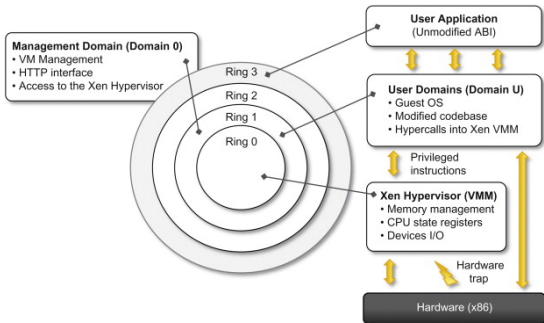 Management Domain (Domain 0)
• VM Management
• HTTP interface
• Access to the Xen Hypervisor
Ring 3
Ring 2
Ring 1
Ring 0
User Application
(Unmodified ABI)
User Domains (Domain U)
• Guest OS
• Modified codebase
• Hypercalls into Xen VMM
Privileged
instructions
Xen Hypervisor (VMM)
• Memory management
• CPU state registers
• Devices I/O
Hardware
trap
Hardware (x86)